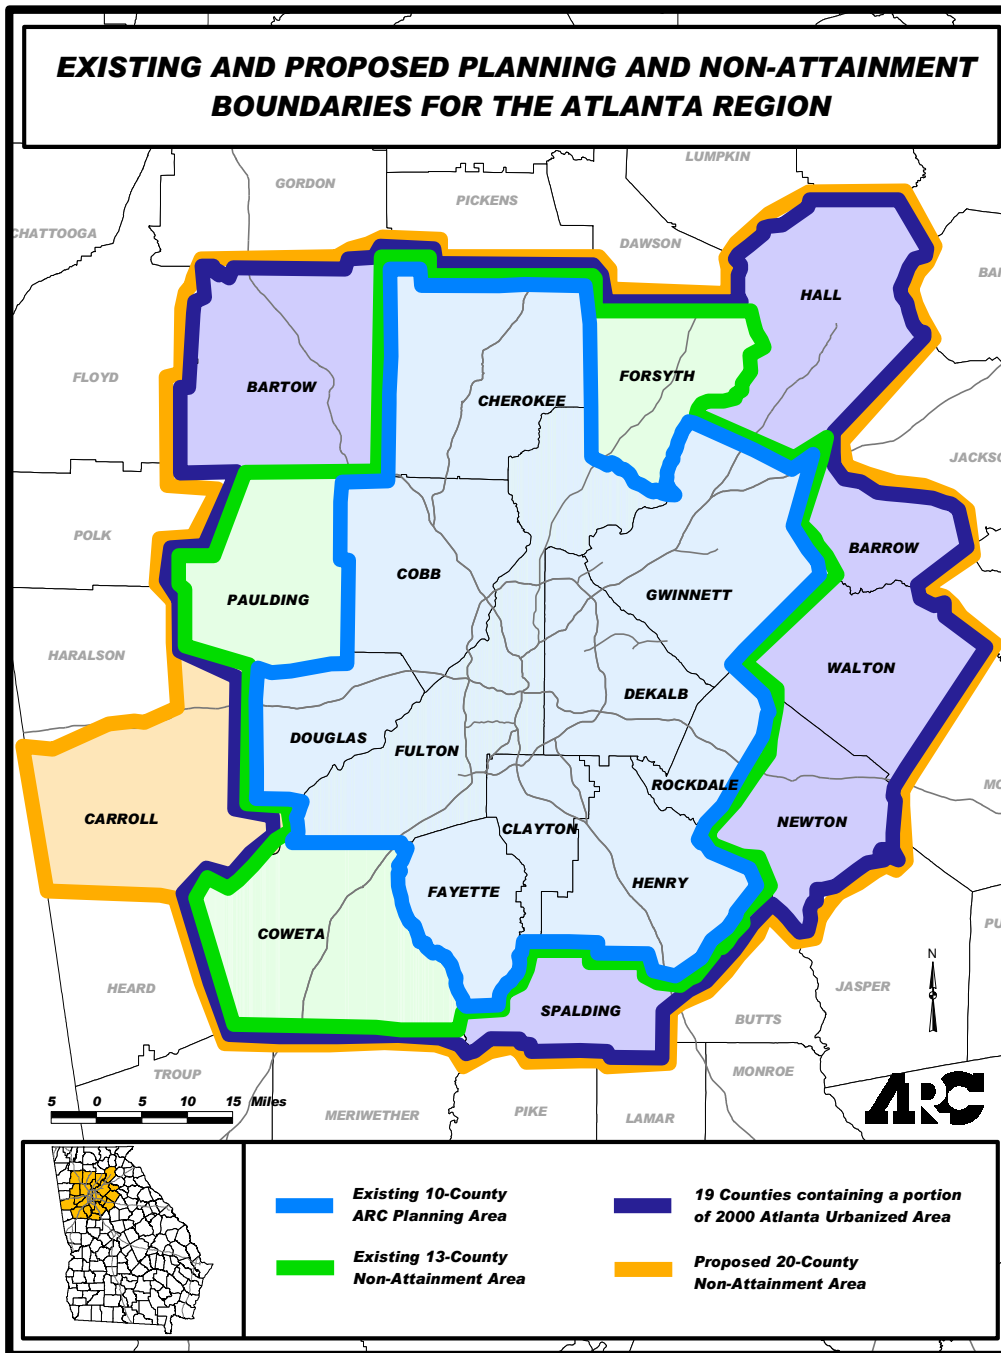 EXISTING AND PROPOSED PLANNING AND NON-ATTAINMENT
BOUNDARIES FOR THE ATLANTA REGION
LUMPKIN
GORDON
PICKENS
CHATTOOGA
DAWSON
HALL
FLOYD
BARTOW
FORSYTH
CHEROKEE
POLK
BARROW
COBB
GWINNETT
PAULDING
HARALSON
WALTON
DEKALB
DOUGLAS
FULTON
ROCKDALE
CARROLL
CLAYTON
NEWTON
HENRY
FAYETTE
COWETA
N
HEARD
JASPER
SPALDING
BUTTS
TROUP
MONROE
5 0 5 10 15 Miles
MERIWETHER
PIKE
LAMAR
ARC
Existing 10-County
ARC Planning Area
19 Counties containing a portion
of 2000 Atlanta Urbanized Area
Existing 13-County
Non-Attainment Area
Proposed 20-County
Non-Attainment Area